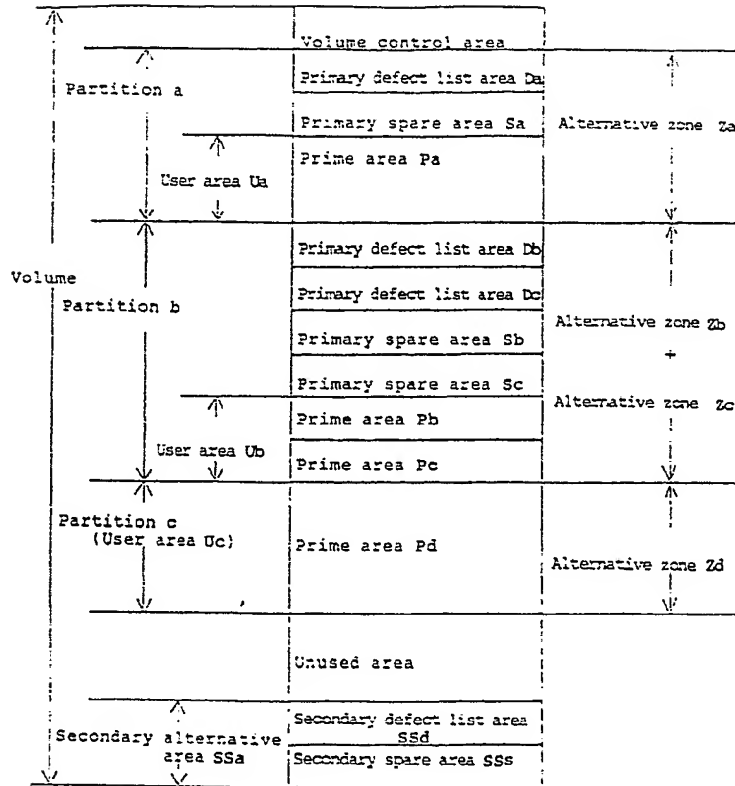 Volume control area
Primary defect list area Da
Partition a
Primary spare area Sa
Alternative zone Za
Prime area Pa
User area Ua
Primary defect list area Db
Volume
Primary defect list area Dc
Partition b
Alternative zone Zb
+
Primary spare area Sb
Primary spare area Sc
Alternative zone Zc
Prime area Pb
User area Ub
Prime area Pc
Partition c
(User area Uc)
Prime area Pd
Alternative zone Zd
Unused area
Secondary defect list area
SSd
Secondary alternative
area SSa
Secondary spare area SSs